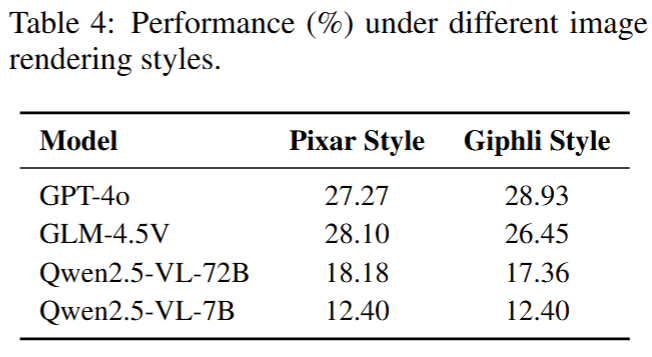 Table 4: Performance (%) under different image
rendering styles.
Model Pixar Style Giphli Style
GPT-4o 27.27 28.93
GLM-4.5V 28.10 26.45
Qwen2.5-VL-72B 18.18 17.36
Qwen2.5-VL-7B 12.40 12.40